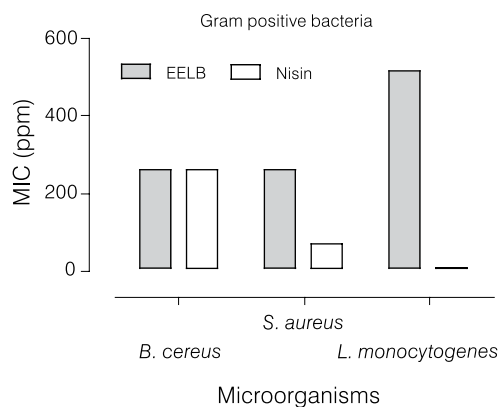 Gram positive bacteria
600
EELB Nisin
400
MIC (ppm)
200
0
S. aureus
B. cereus L. monocytogenes
Microorganisms